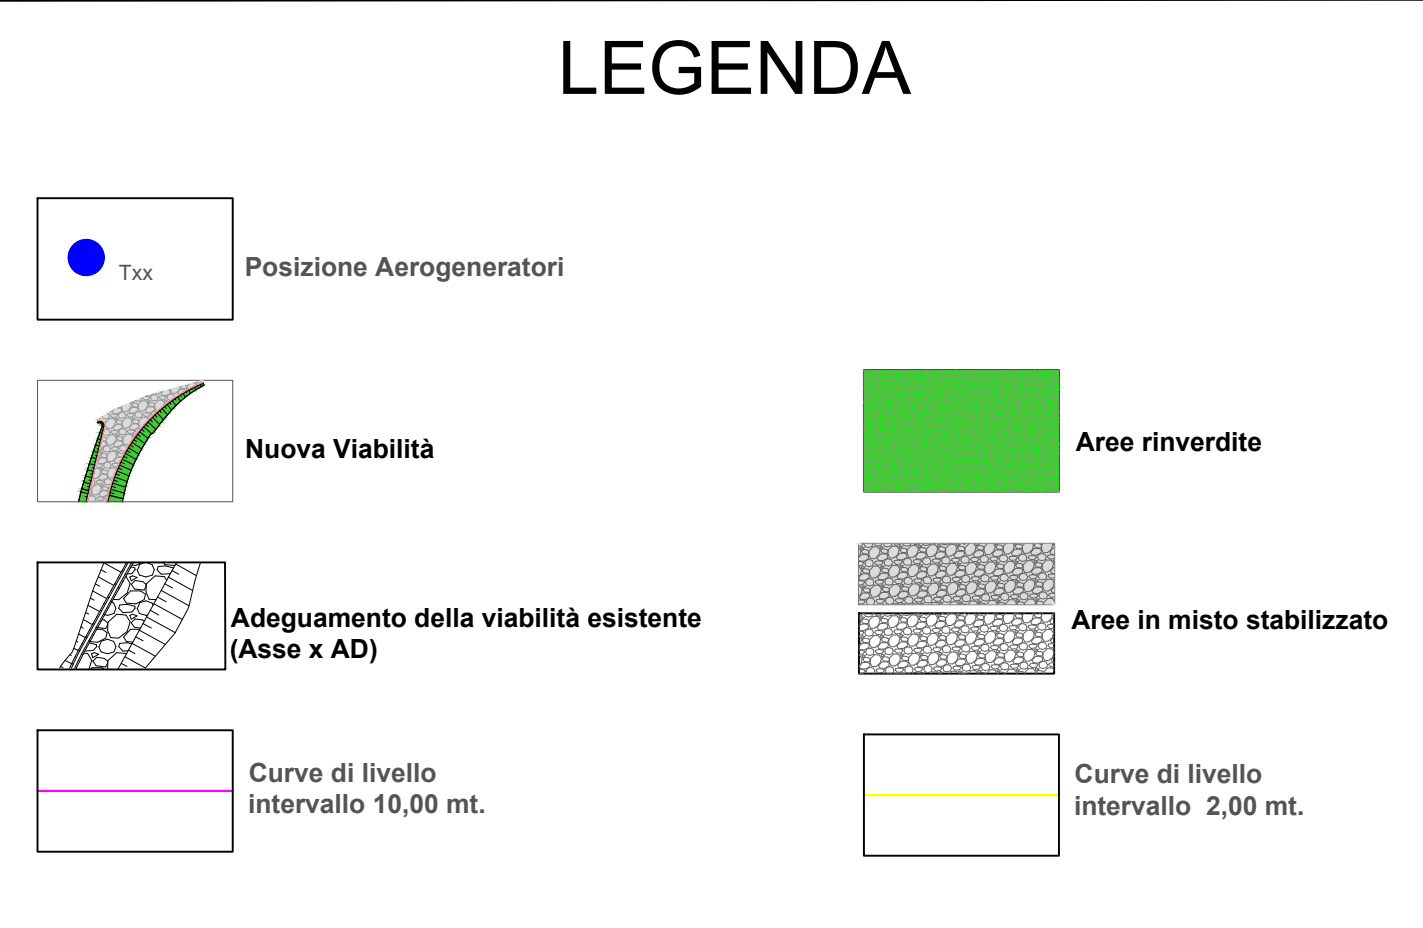 LEGENDA
Txx
Posizione Aerogeneratori
Nuova Viabilità
Aree rinverdite
Adeguamento della viabilità esistente
(Asse x AD)
Aree in misto stabilizzato
Curve di livello
intervallo 10,00 mt.
Curve di livello
intervallo  2,00 mt.